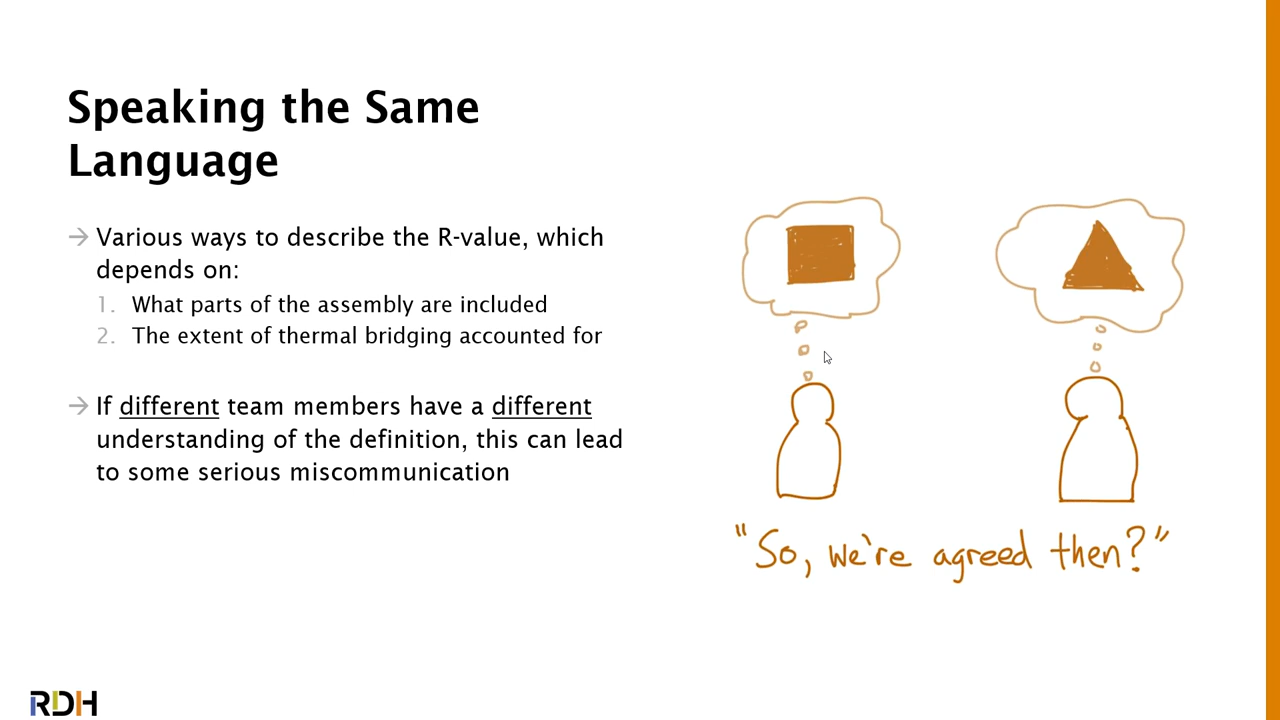 Speaking the Same
Language
→ Various ways to describe the R-value, which
depends on:
1. What parts of the assembly are included
2. The extent of thermal bridging accounted for
→ If different team members have a different
understanding of the definition, this can lead
to some serious miscommunication
"So, we're agreed then?"
RDH